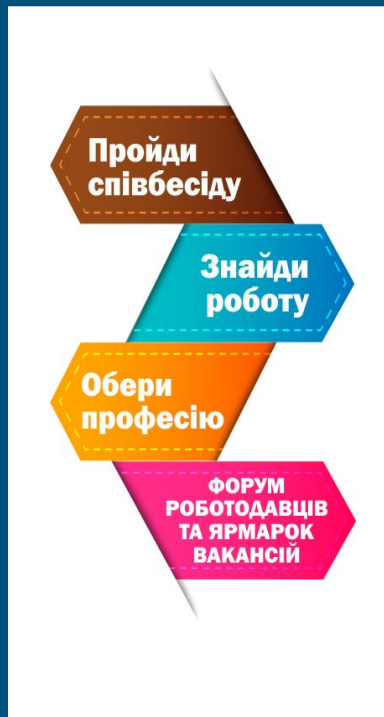 Пройди
співбесіду
Знайди
роботу
Обери
професію
ФОРУМ
РОБОТОДАВЦІВ
ТА ЯРМАРОК
ВАКАНСІЙ